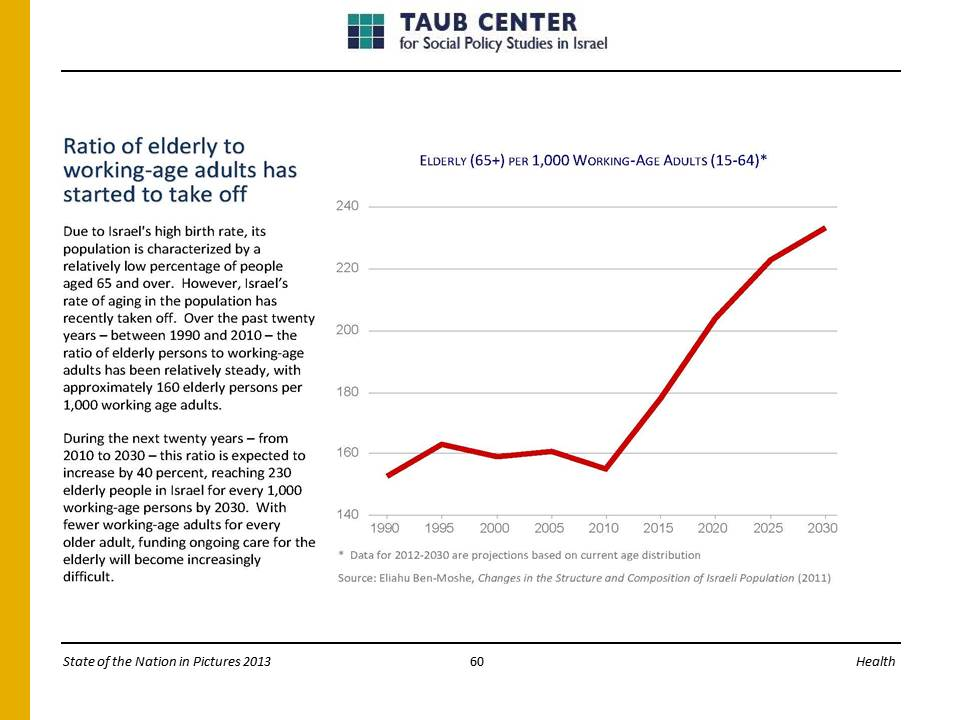 TAUB CENTER
for Social Policy Studies in Israel
Ratio of elderly to
working-age adults has
started to take off
Due to Israel's high birth rate, its
population is characterized by a
relatively low percentage of people
aged 65 and over.  However, Israel's
rate of aging in the population has
recently taken off.  Over the past twenty
years – between 1990 and 2010 – the
ratio of elderly persons to working-age
adults has been relatively steady, with
approximately 160 elderly persons per
1,000 working age adults.
During the next twenty years – from
2010 to 2030 – this ratio is expected to
increase by 40 percent, reaching 230
elderly people in Israel for every 1,000
working-age persons by 2030.  With
fewer working-age adults for every
older adult, funding ongoing care for the
elderly will become increasingly
difficult.
ELDERLY (65+) PER 1,000 WORKING-AGE ADULTS (15-64)*
240
220
200
180
160
140
1990 1995 2000 2005 2010 2015 2020 2025 2030
* Data for 2012-2030 are projections based on current age distribution
Source: Eliahu Ben-Moshe, Changes in the Structure and Composition of Israeli Population (2011)
State of the Nation in Pictures 2013 60 Health